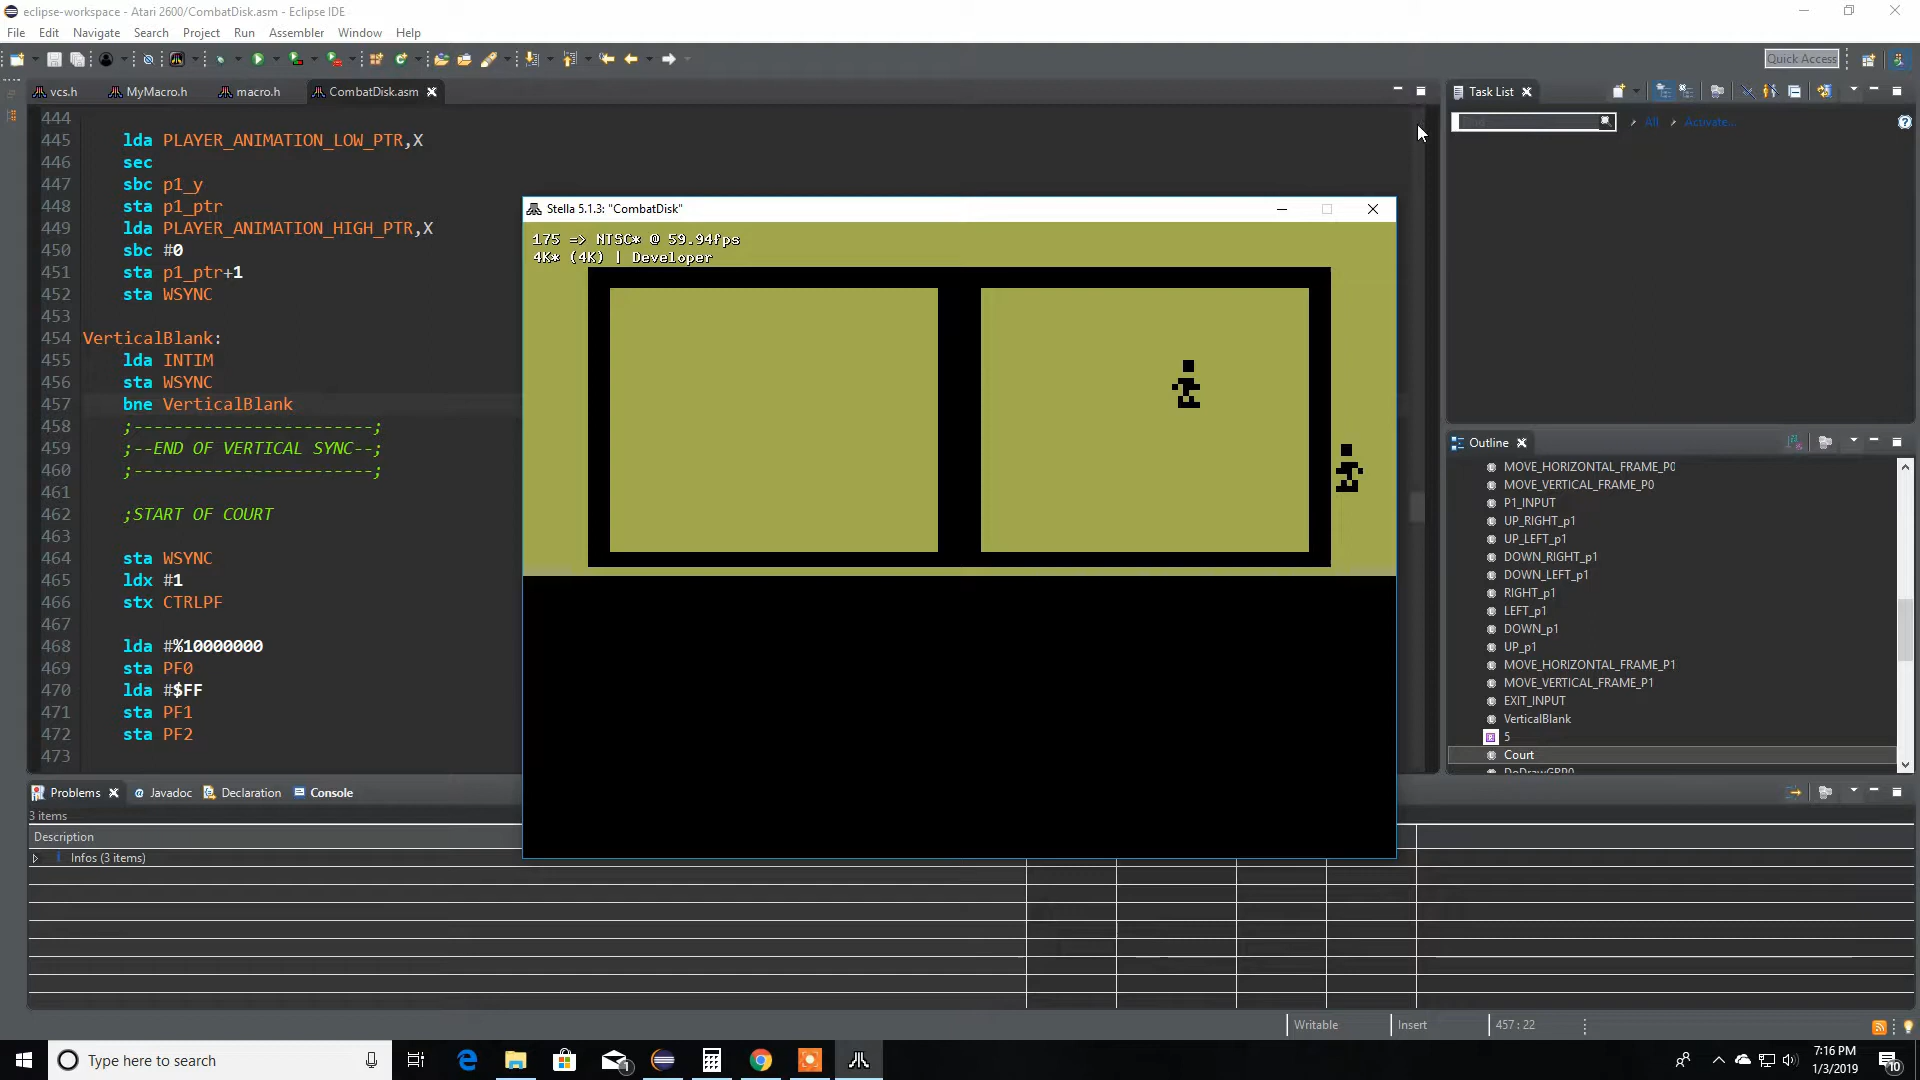 eclipse-workspace - Atari 2600/CombatDisk.asm - Eclipse IDE
File Edit Navigate Search Project Run Assembler Window Help
Quick Access
vcs.h MyMacro.h macro.h CombatDisk.asm
Task List
444
445 lda PLAYER_ANIMATION_LOW_PTR,X
446 sec
447 sbc p1_y
448 sta p1_ptr
449 lda PLAYER_ANIMATION_HIGH_PTR,X
450 sbc #0
451 sta p1_ptr+1
452 sta WSYNC
453
454 VerticalBlank:
455 lda INTIM
456 sta WSYNC
457 bne VerticalBlank
458 ;------------------------;
459 ;--END OF VERTICAL SYNC--;
460 ;------------------------;
461
462 ;START OF COURT
463
464 sta WSYNC
465 ldx #1
466 stx CTRLPF
467
468 lda #%10000000
469 sta PF0
470 lda #$FF
471 sta PF1
472 sta PF2
473
Stella 5.1.3: "CombatDisk"
175 => NTSC* @ 59.94fps
4K* (4K) | Developer
All Activate...
Outline
MOVE_HORIZONTAL_FRAME_P0
MOVE_VERTICAL_FRAME_P0
P1_INPUT
UP_RIGHT_p1
UP_LEFT_p1
DOWN_RIGHT_p1
DOWN_LEFT_p1
RIGHT_p1
LEFT_p1
DOWN_p1
UP_p1
MOVE_HORIZONTAL_FRAME_P1
MOVE_VERTICAL_FRAME_P1
EXIT_INPUT
VerticalBlank
5
Court
DoDrawGRP0
Problems Javadoc Declaration Console
3 items
Description
Infos (3 items)
Writable Insert 457 : 22
Type here to search
7:16 PM
1/3/2019
1
10